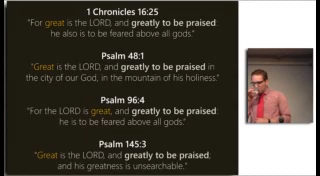 1 Chronicles 16:25
"For great is the LORD, and greatly to be praised:
he also is to be feared above all gods."
Psalm 48:1
"Great is the LORD, and greatly to be praised in
the city of our God, in the mountain of his holiness."
Psalm 96:4
"For the LORD is great, and greatly to be praised:
he is to be feared above all gods."
Psalm 145:3
"Great is the LORD, and greatly to be praised;
and his greatness is unsearchable."